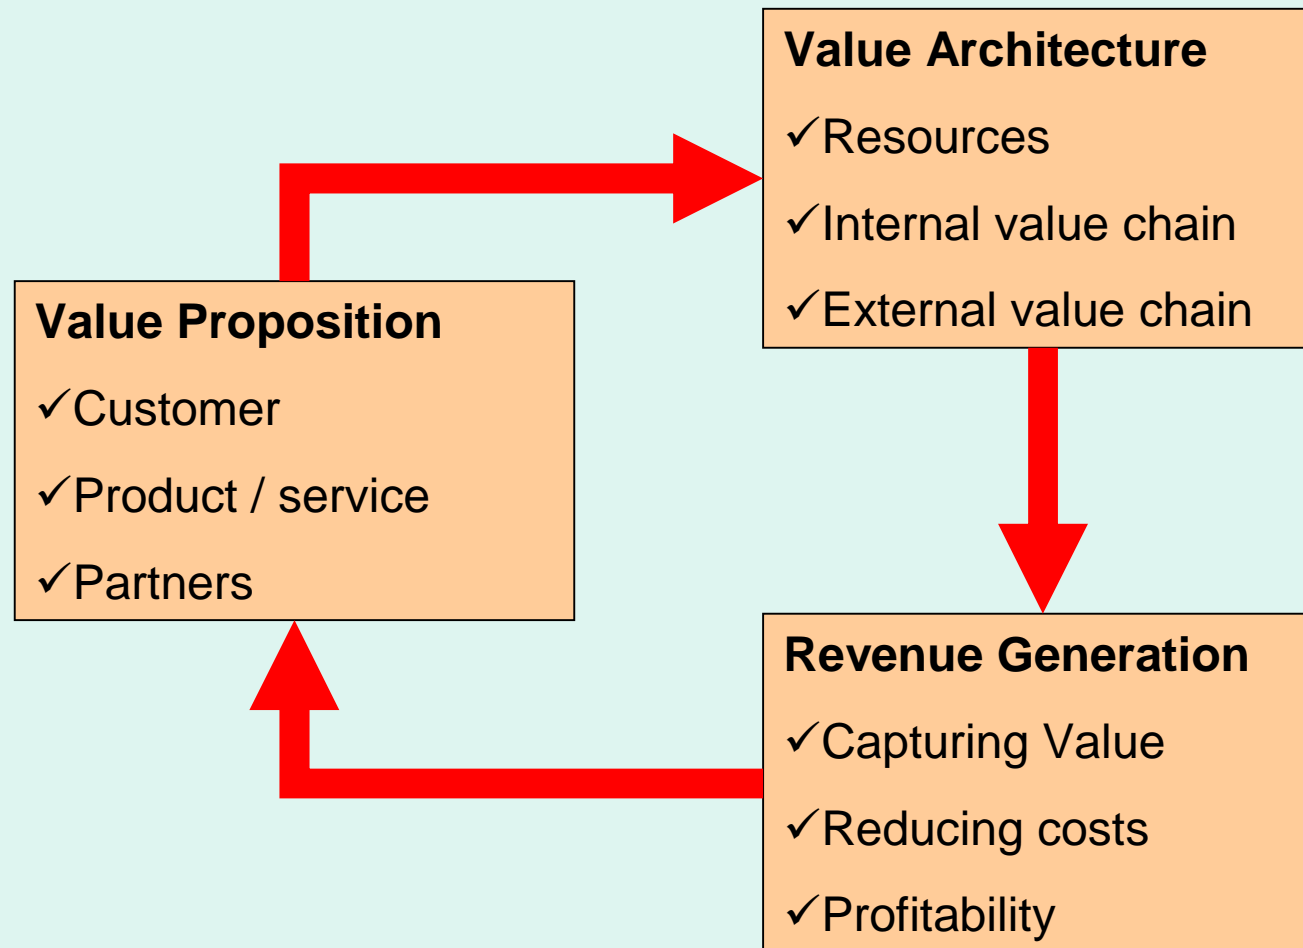 Value Architecture
✓Resources
✓Internal value chain
✓External value chain
Value Proposition
✓Customer
✓Product / service
✓Partners
Revenue Generation
✓Capturing Value
✓Reducing costs
✓Profitability